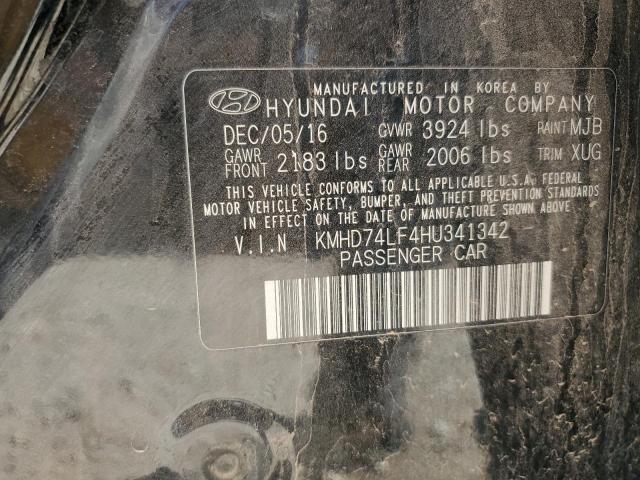 MANUFACTURED IN KOREA BY
HYUNDAI MOTOR COMPANY
DEC/05/16 GVWR 3924 lbs PAINT MJB
GAWR FRONT 2183 lbs GAWR REAR 2006 lbs TRIM XUG
THIS VEHICLE CONFORMS TO ALL APPLICABLE U.S.A. FEDERAL
MOTOR VEHICLE SAFETY, BUMPER, AND THEFT PREVENTION STANDARDS
IN EFFECT ON THE DATE OF MANUFACTURE SHOWN ABOVE.
V.I.N KMHD74LF4HU341342
PASSENGER CAR